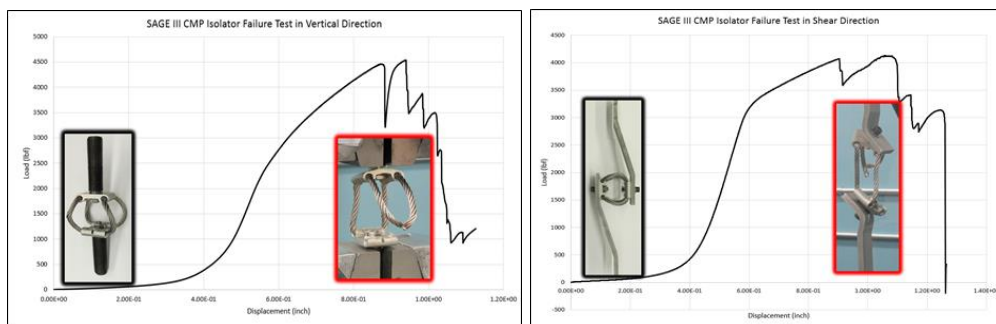 SAGE III CMP Isolator Failure Test in Vertical Direction
5000
4500
4000
3500
3000
2500
2000
1500
1000
500
0
Load (lbf)
0.00E+00 2.00E-01 4.00E-01 6.00E-01 8.00E-01 1.00E+00 1.20E+00
Displacement (inch)
SAGE III CMP Isolator Failure Test in Shear Direction
4500
4000
3500
3000
2500
2000
1500
1000
500
0
-500
Load (lbf)
0.00E+00 2.00E-01 4.00E-01 6.00E-01 8.00E-01 1.00E+00 1.20E+00 1.40E+00
Displacement (inch)